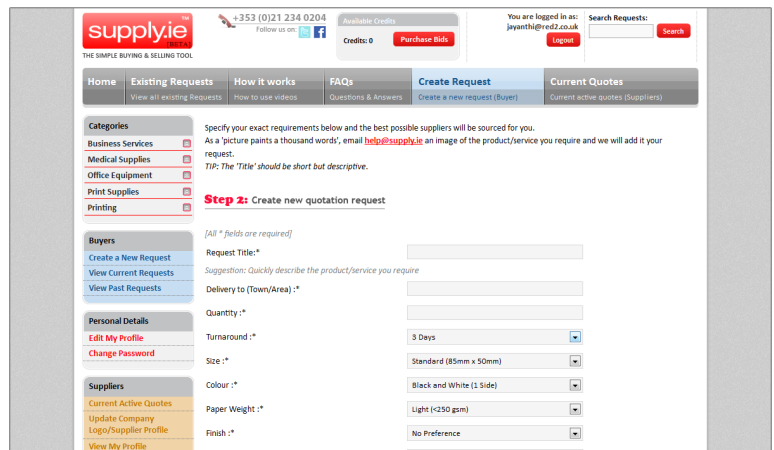 supply.ie
[BETA]
THE SIMPLE BUYING & SELLING TOOL
+353 (0)21 234 0204
Follow us on:
Available Credits
Credits: 0
Purchase Bids
You are logged in as:
jayanthi@red2.co.uk
Logout
Search Requests:
Search
Home
Existing Requests
View all existing Requests
How it works
How to use videos
FAQs
Questions & Answers
Create Request
Create a new request (Buyer)
Current Quotes
Current active quotes (Suppliers)
Categories
Business Services
Medical Supplies
Office Equipment
Print Supplies
Printing
Buyers
Create a New Request
View Current Requests
View Past Requests
Personal Details
Edit My Profile
Change Password
Suppliers
Current Active Quotes
Update Company
Logo/Supplier Profile
View My Profile
Specify your exact requirements below and the best possible suppliers will be sourced for you.
As a 'picture paints a thousand words', email help@supply.ie an image of the product/service you require and we will add it your
request.
TIP: The 'Title' should be short but descriptive.
Step 2: Create new quotation request
[All * fields are required]
Request Title:*
Suggestion: Quickly describe the product/service you require
Delivery to (Town/Area) :*
Quantity :*
Turnaround :* 3 Days
Size :* Standard (85mm x 50mm)
Colour :* Black and White (1 Side)
Paper Weight :* Light (<250 gsm)
Finish :* No Preference